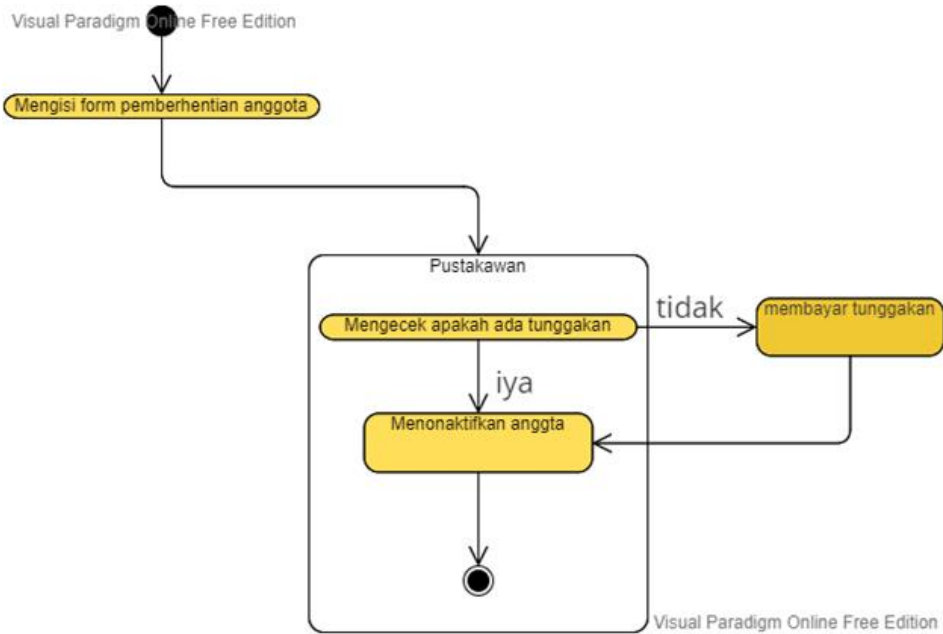 Visual Paradigm Online Free Edition
Mengisi form pemberhentian anggota
Pustakawan
Mengecek apakah ada tunggakan
tidak
membayar tunggakan
iya
Menonaktifkan anggta
Visual Paradigm Online Free Edition